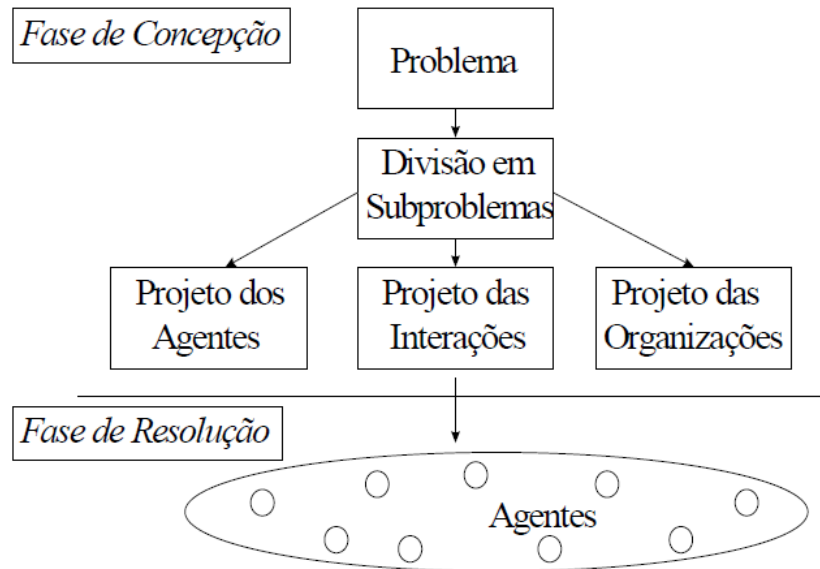 Fase de Concepção
Problema
Divisão em
Subproblemas
Projeto dos
Agentes
Projeto das
Interações
Projeto das
Organizações
Fase de Resolução
Agentes